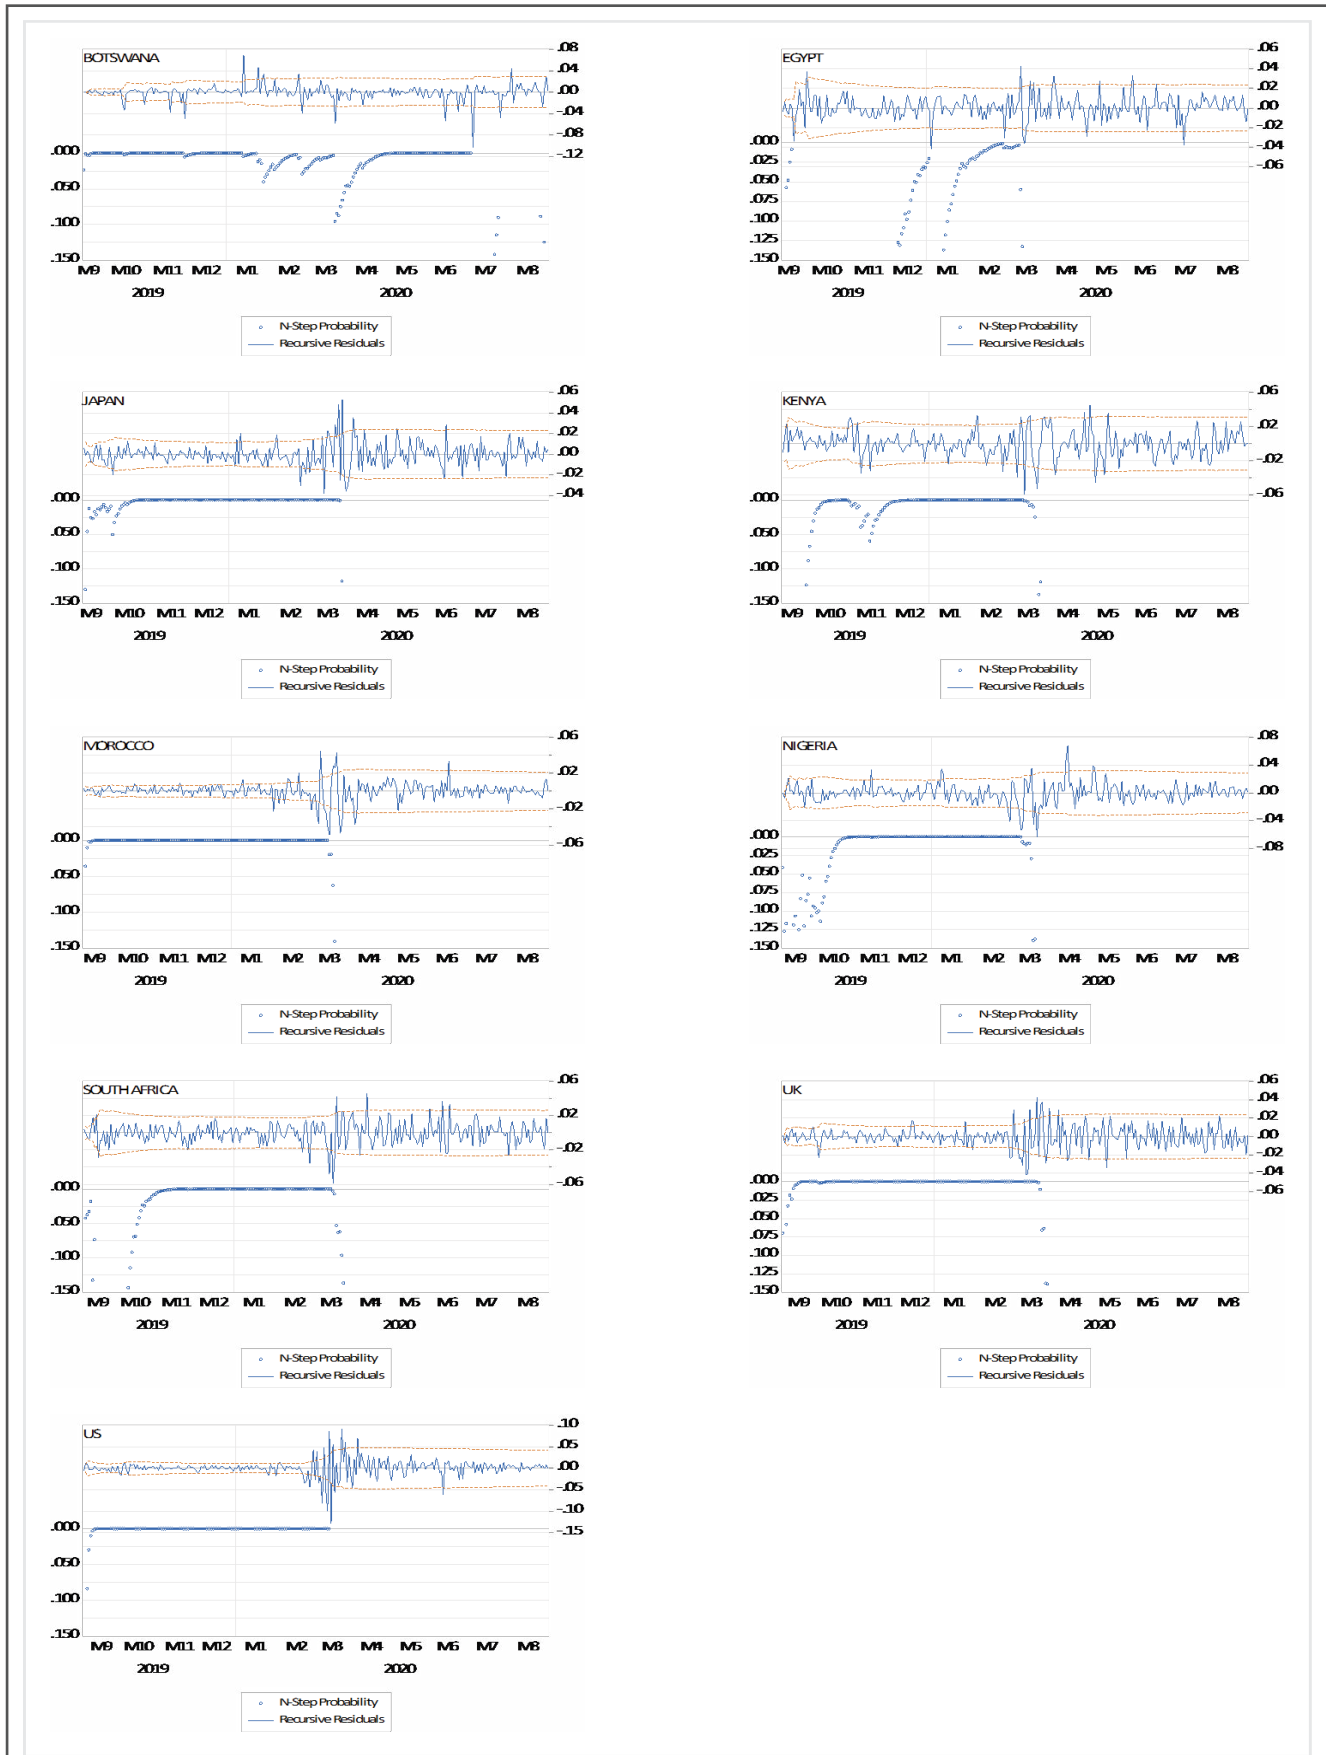 BOTSWANA
.08
.04
.00
-.04
-.08
-.12
.000
.050
.100
.150
M9 M10 M11 M12 M1 M2 M3 M4 M5 M6 M7 M8
2019 2020
N-Step Probability
Recursive Residuals
EGYPT
.06
.04
.02
.00
-.02
-.04
-.06
.000
.025
.050
.075
.100
.125
.150
M9 M10 M11 M12 M1 M2 M3 M4 M5 M6 M7 M8
2019 2020
N-Step Probability
Recursive Residuals
JAPAN
.06
.04
.02
.00
-.02
-.04
.000
.050
.100
.150
M9 M10 M11 M12 M1 M2 M3 M4 M5 M6 M7 M8
2019 2020
N-Step Probability
Recursive Residuals
KENYA
.06
.02
-.02
-.06
.000
.050
.100
.150
M9 M10 M11 M12 M1 M2 M3 M4 M5 M6 M7 M8
2019 2020
N-Step Probability
Recursive Residuals
MOROCCO
.06
.02
-.02
-.06
.000
.050
.100
.150
M9 M10 M11 M12 M1 M2 M3 M4 M5 M6 M7 M8
2019 2020
N-Step Probability
Recursive Residuals
NIGERIA
.08
.04
.00
-.04
-.08
.000
.025
.050
.075
.100
.125
.150
M9 M10 M11 M12 M1 M2 M3 M4 M5 M6 M7 M8
2019 2020
N-Step Probability
Recursive Residuals
SOUTH AFRICA
.06
.02
-.02
-.06
.000
.050
.100
.150
M9 M10 M11 M12 M1 M2 M3 M4 M5 M6 M7 M8
2019 2020
N-Step Probability
Recursive Residuals
UK
.06
.04
.02
.00
-.02
-.04
-.06
.000
.025
.050
.075
.100
.125
.150
M9 M10 M11 M12 M1 M2 M3 M4 M5 M6 M7 M8
2019 2020
N-Step Probability
Recursive Residuals
US
.10
.05
.00
-.05
-.10
-.15
.000
.050
.100
.150
M9 M10 M11 M12 M1 M2 M3 M4 M5 M6 M7 M8
2019 2020
N-Step Probability
Recursive Residuals